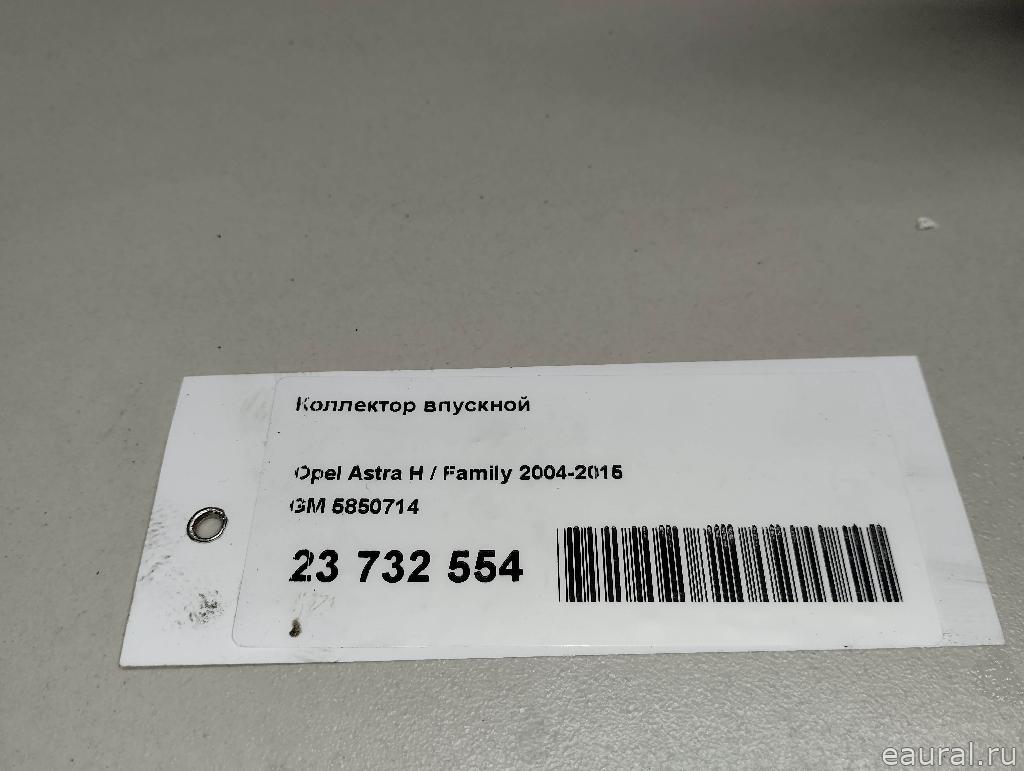 Коллектор впускной
Opel Astra H / Family 2004-2015
GM 5850714
23 732 554
eaural.ru